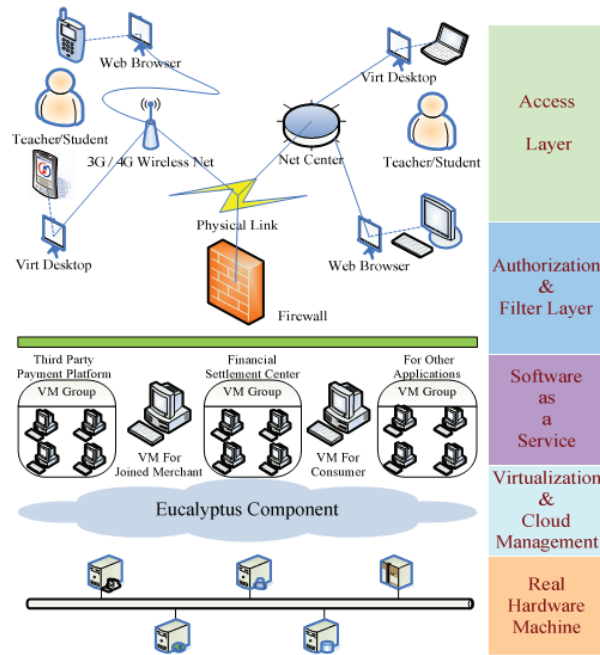 Web Browser
Virt Desktop
Teacher/Student
3G / 4G Wireless Net
Net Center
Teacher/Student
Physical Link
Virt Desktop
Web Browser
Firewall
Third Party
Payment Platform
VM Group
VM For
Joined Merchant
Financial
Settlement Center
VM Group
VM For
Consumer
For Other
Applications
VM Group
Eucalyptus Component
Access
Layer
Authorization
&
Filter Layer
Software
as
a
Service
Virtualization
&
Cloud
Management
Real
Hardware
Machine